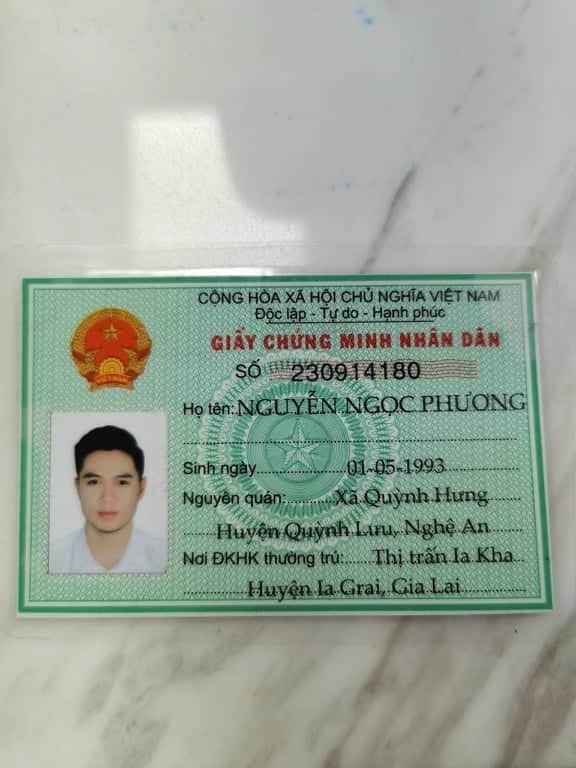 CỘNG HÒA XÃ HỘI CHỦ NGHĨA VIỆT NAM
Độc lập - Tự do - Hạnh phúc
GIẤY CHỨNG MINH NHÂN DÂN
SỐ 230914180
Họ tên: NGUYỄN NGỌC PHƯƠNG
Sinh ngày 01-05-1993
Nguyên quán: Xã Quỳnh Hưng
Huyện Quỳnh Lưu, Nghệ An
Nơi ĐKHK thường trú: Thị trấn Ia Kha
Huyện Ia Grai, Gia Lai
VIỆT NAM